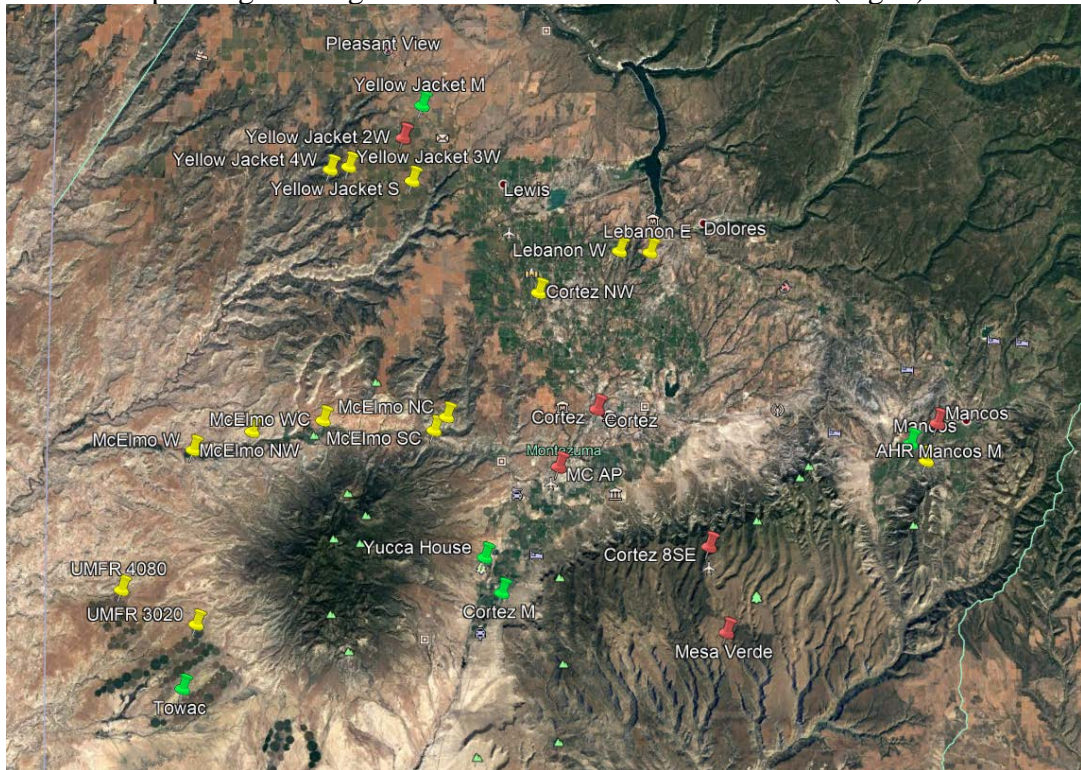 Pleasant View
Yellow Jacket M
Yellow Jacket 2W
Yellow Jacket 4W
Yellow Jacket 3W
Yellow Jacket S
Lewis
Lebanon E
Dolores
Lebanon W
Cortez NW
McElmo WC
McElmo NC
Cortez
Cortez
Mancos
McElmo W
McElmo SC
Mancos
McElmo NW
Montezuma
AHR Mancos M
MC AP
Yucca House
Cortez 8SE
UMFR 4080
UMFR 3020
Cortez M
Mesa Verde
Towac